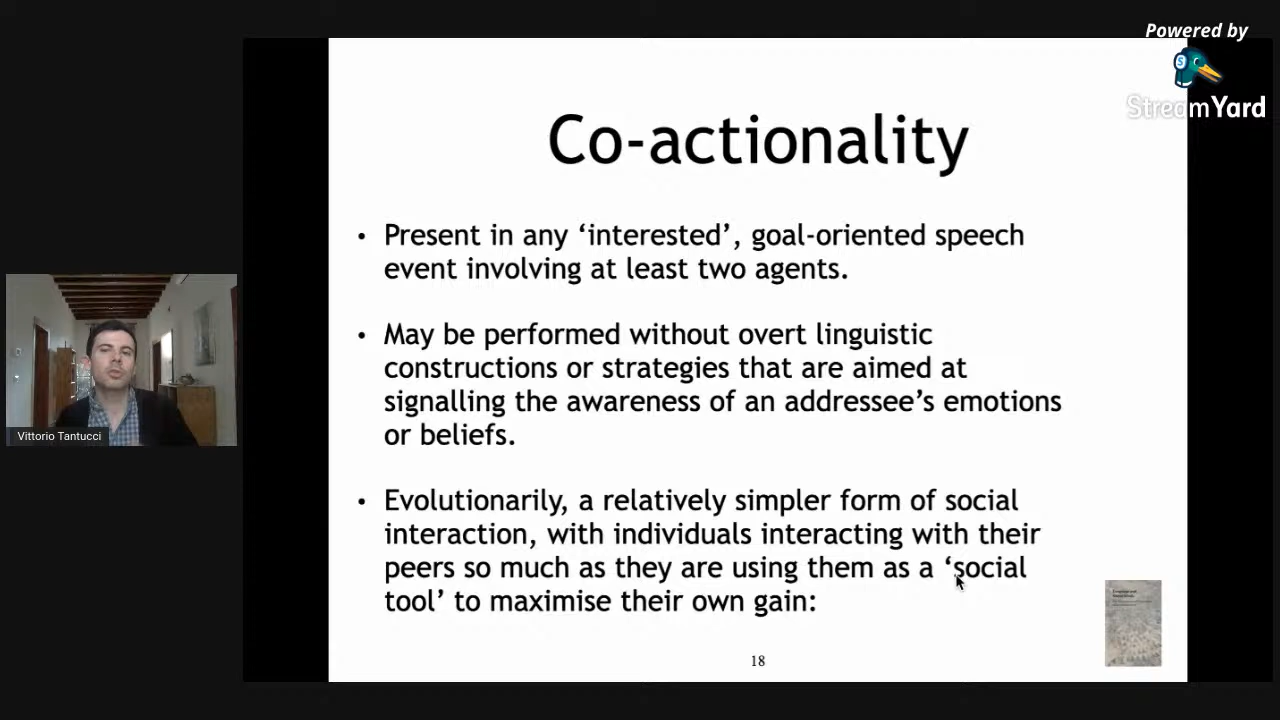 Powered by
StreamYard
Co-actionality
• Present in any ‘interested’, goal-oriented speech
event involving at least two agents.
• May be performed without overt linguistic
constructions or strategies that are aimed at
signalling the awareness of an addressee’s emotions
or beliefs.
• Evolutionarily, a relatively simpler form of social
interaction, with individuals interacting with their
peers so much as they are using them as a ‘social
tool’ to maximise their own gain:
Vittorio Tantucci
18